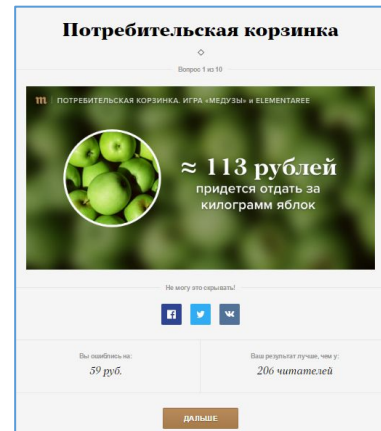 Потребительская корзинка
Вопрос 1 из 10
m | ПОТРЕБИТЕЛЬСКАЯ КОРЗИНКА. ИГРА «МЕДУЗЫ» И ELEMENTAREE
≈ 113 рублей
придется отдать за
килограмм яблок
Не могу это скрывать!
Вы ошиблись на:
59 руб.
Ваш результат лучше, чем у:
206 читателей
ДАЛЬШЕ